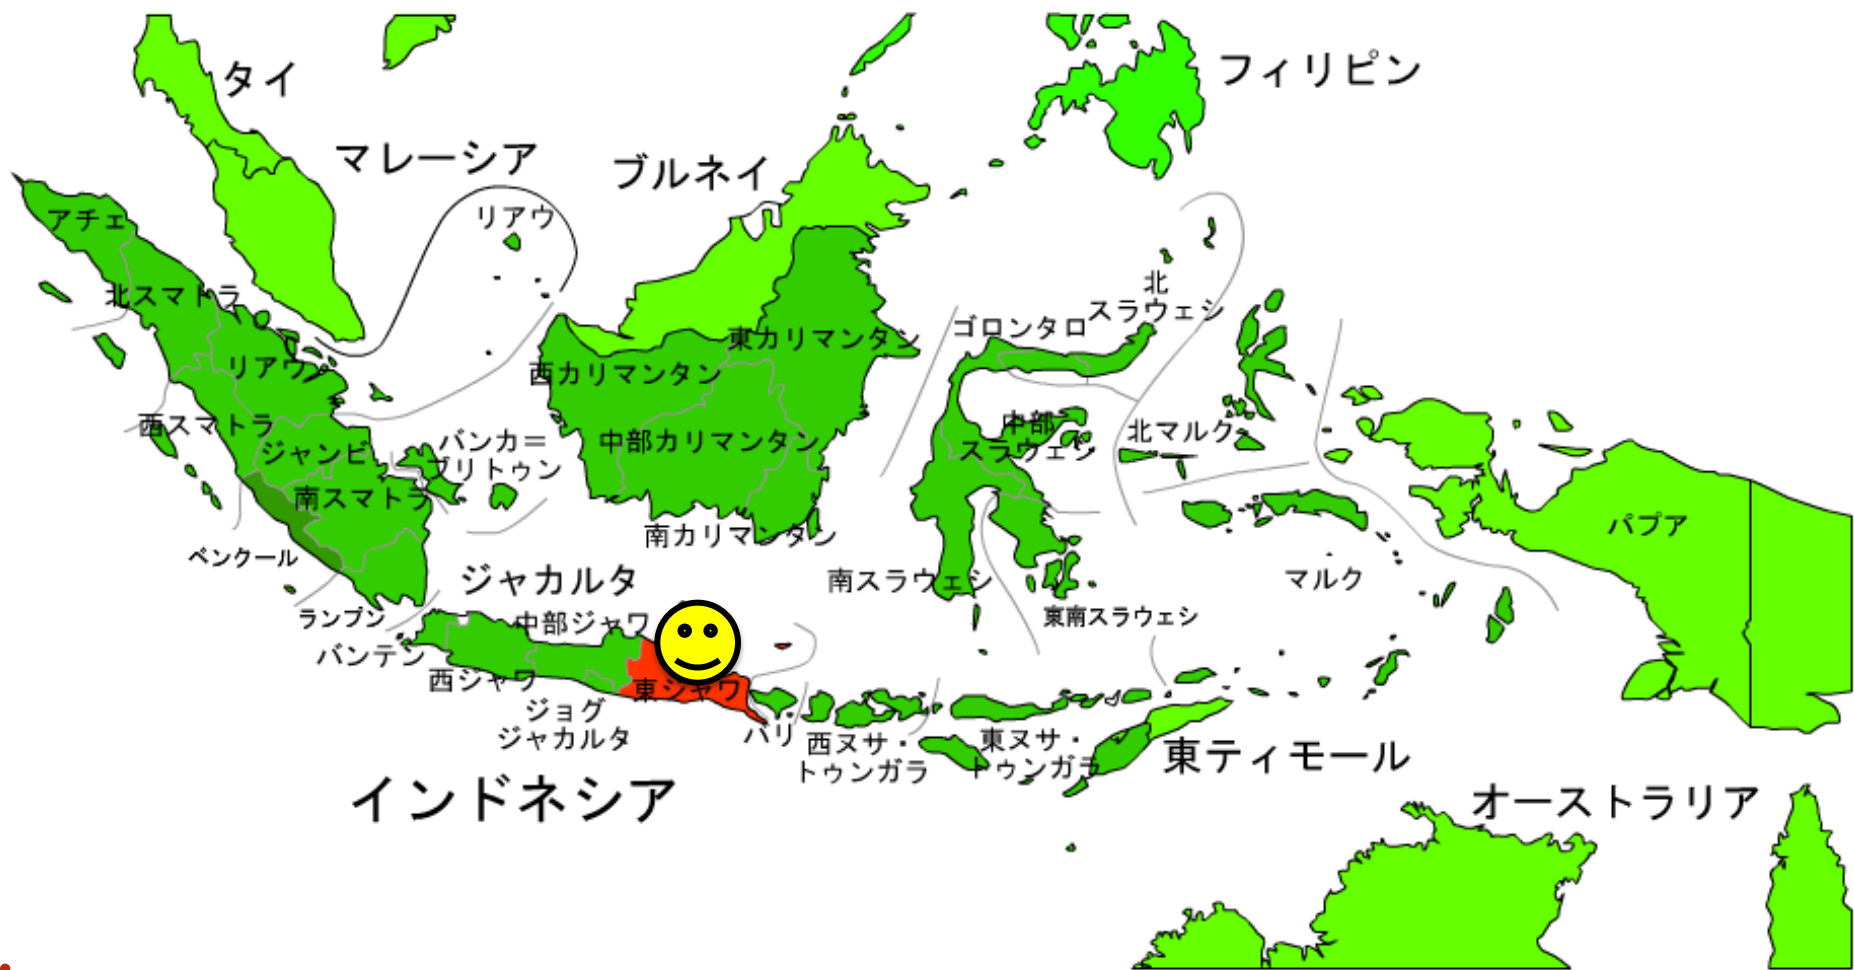 タイ
フィリピン
マレーシア
ブルネイ
リアウ
アチェ
北
スラウェシ
北スマトラ
ゴロンタロ
東カリマンタン
リアウ
西カリマンタン
西スマトラ
中部
スラウェシ
北マルク
バンカ=
ブリトゥン
中部カリマンタン
ジャンビ
南スマトラ
パプア
南カリマンタン
ベンクール
ジャカルタ
南スラウェシ
マルク
ランプン
中部ジャワ
東南スラウェシ
バンテン
西ジャワ
東ジャワ
ジョグ
ジャカルタ
バリ
西ヌサ・
トゥンガラ
東ヌサ・
トゥンガラ
東ティモール
インドネシア
オーストラリア